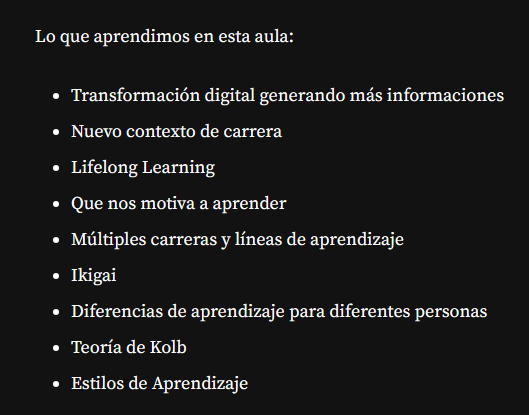 Lo que aprendimos en esta aula:
Transformación digital generando más informaciones
Nuevo contexto de carrera
Lifelong Learning
Que nos motiva a aprender
Múltiples carreras y líneas de aprendizaje
Ikigai
Diferencias de aprendizaje para diferentes personas
Teoría de Kolb
Estilos de Aprendizaje